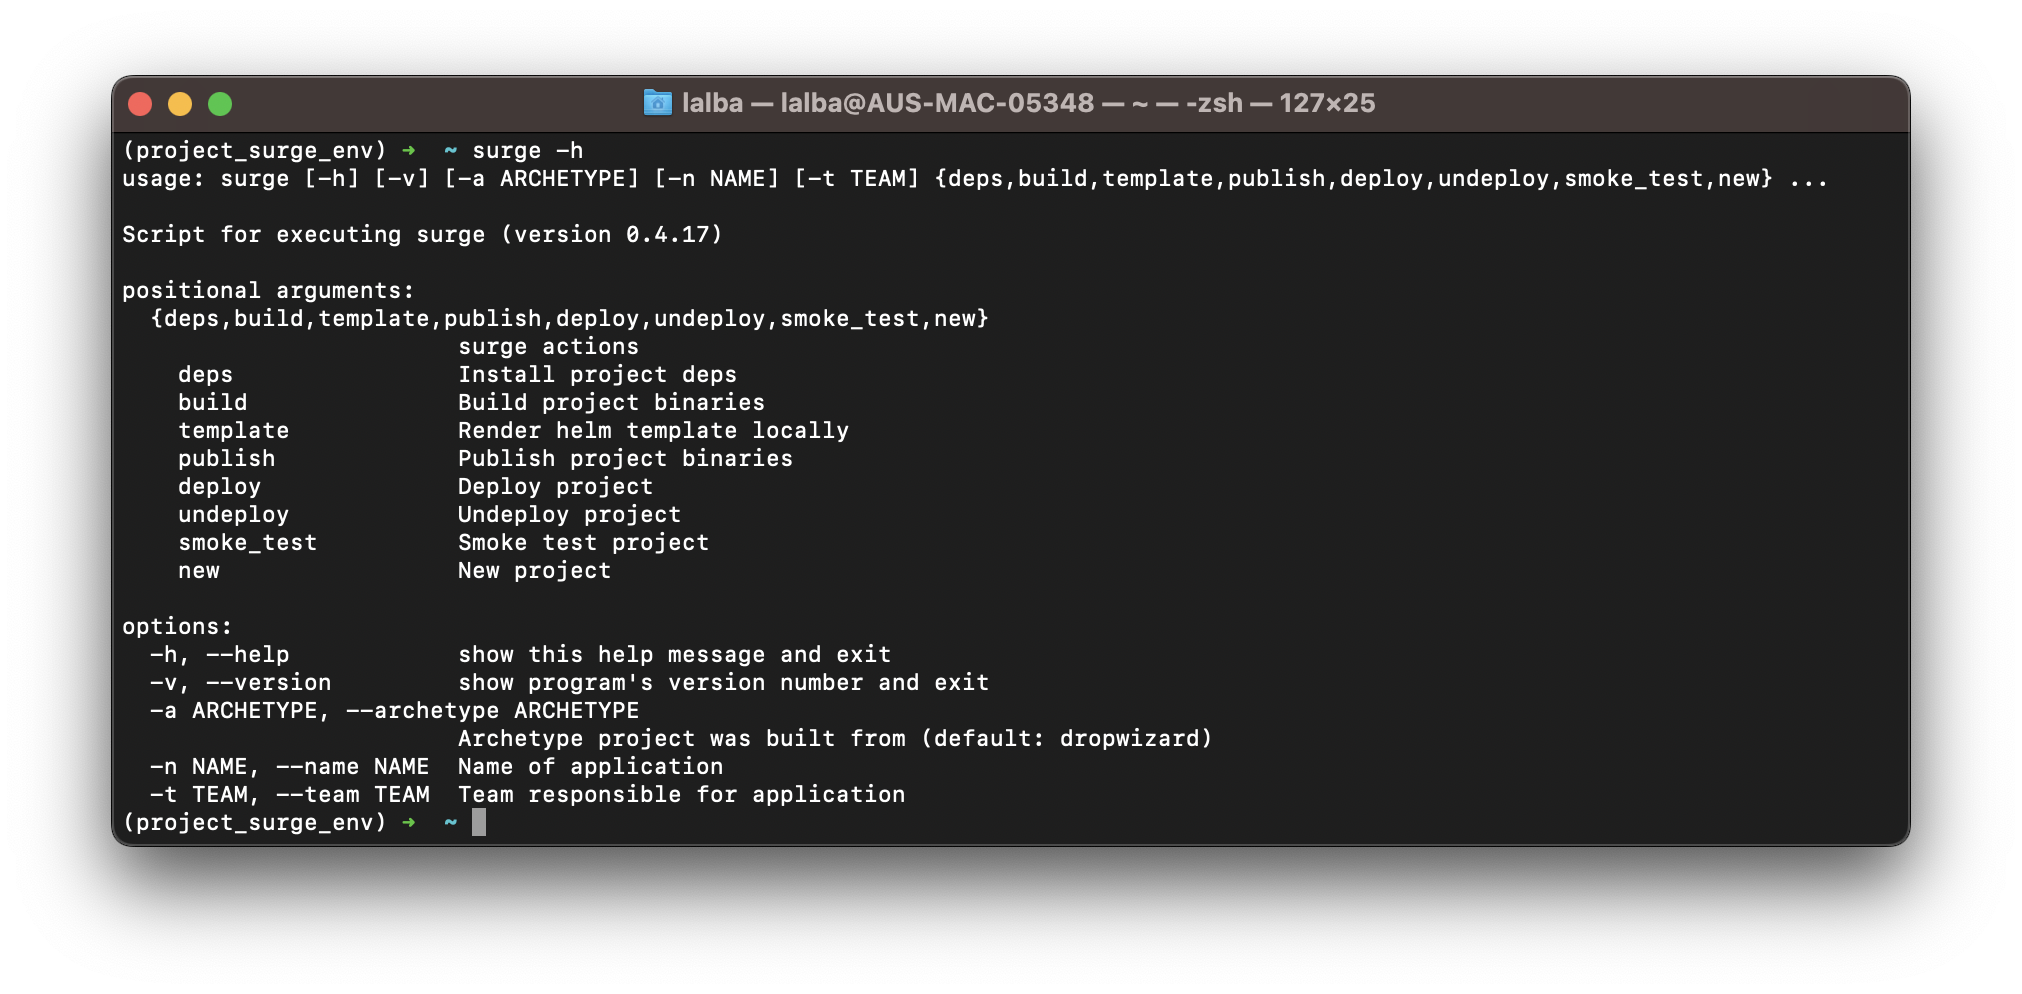 lalba — lalba@AUS-MAC-05348 — ~ — -zsh — 127×25
(project_surge_env) ➜  ~ surge -h
usage: surge [-h] [-v] [-a ARCHETYPE] [-n NAME] [-t TEAM] {deps,build,template,publish,deploy,undeploy,smoke_test,new} ...
Script for executing surge (version 0.4.17)
positional arguments:
  {deps,build,template,publish,deploy,undeploy,smoke_test,new}
                        surge actions
    deps                Install project deps
    build               Build project binaries
    template            Render helm template locally
    publish             Publish project binaries
    deploy              Deploy project
    undeploy            Undeploy project
    smoke_test          Smoke test project
    new                 New project
options:
  -h, --help            show this help message and exit
  -v, --version         show program's version number and exit
  -a ARCHETYPE, --archetype ARCHETYPE
                        Archetype project was built from (default: dropwizard)
  -n NAME, --name NAME  Name of application
  -t TEAM, --team TEAM  Team responsible for application
(project_surge_env) ➜  ~